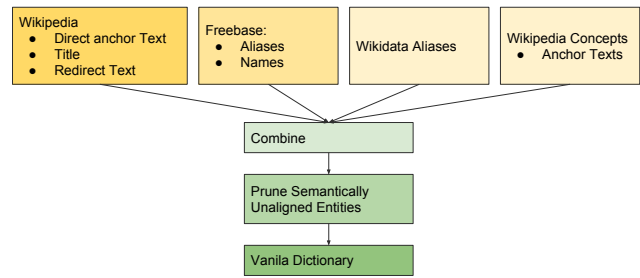 Wikipedia
● Direct anchor Text
● Title
● Redirect Text
Freebase:
● Aliases
● Names
Wikidata Aliases
Wikipedia Concepts
● Anchor Texts
Combine
Prune Semantically
Unaligned Entities
Vanila Dictionary